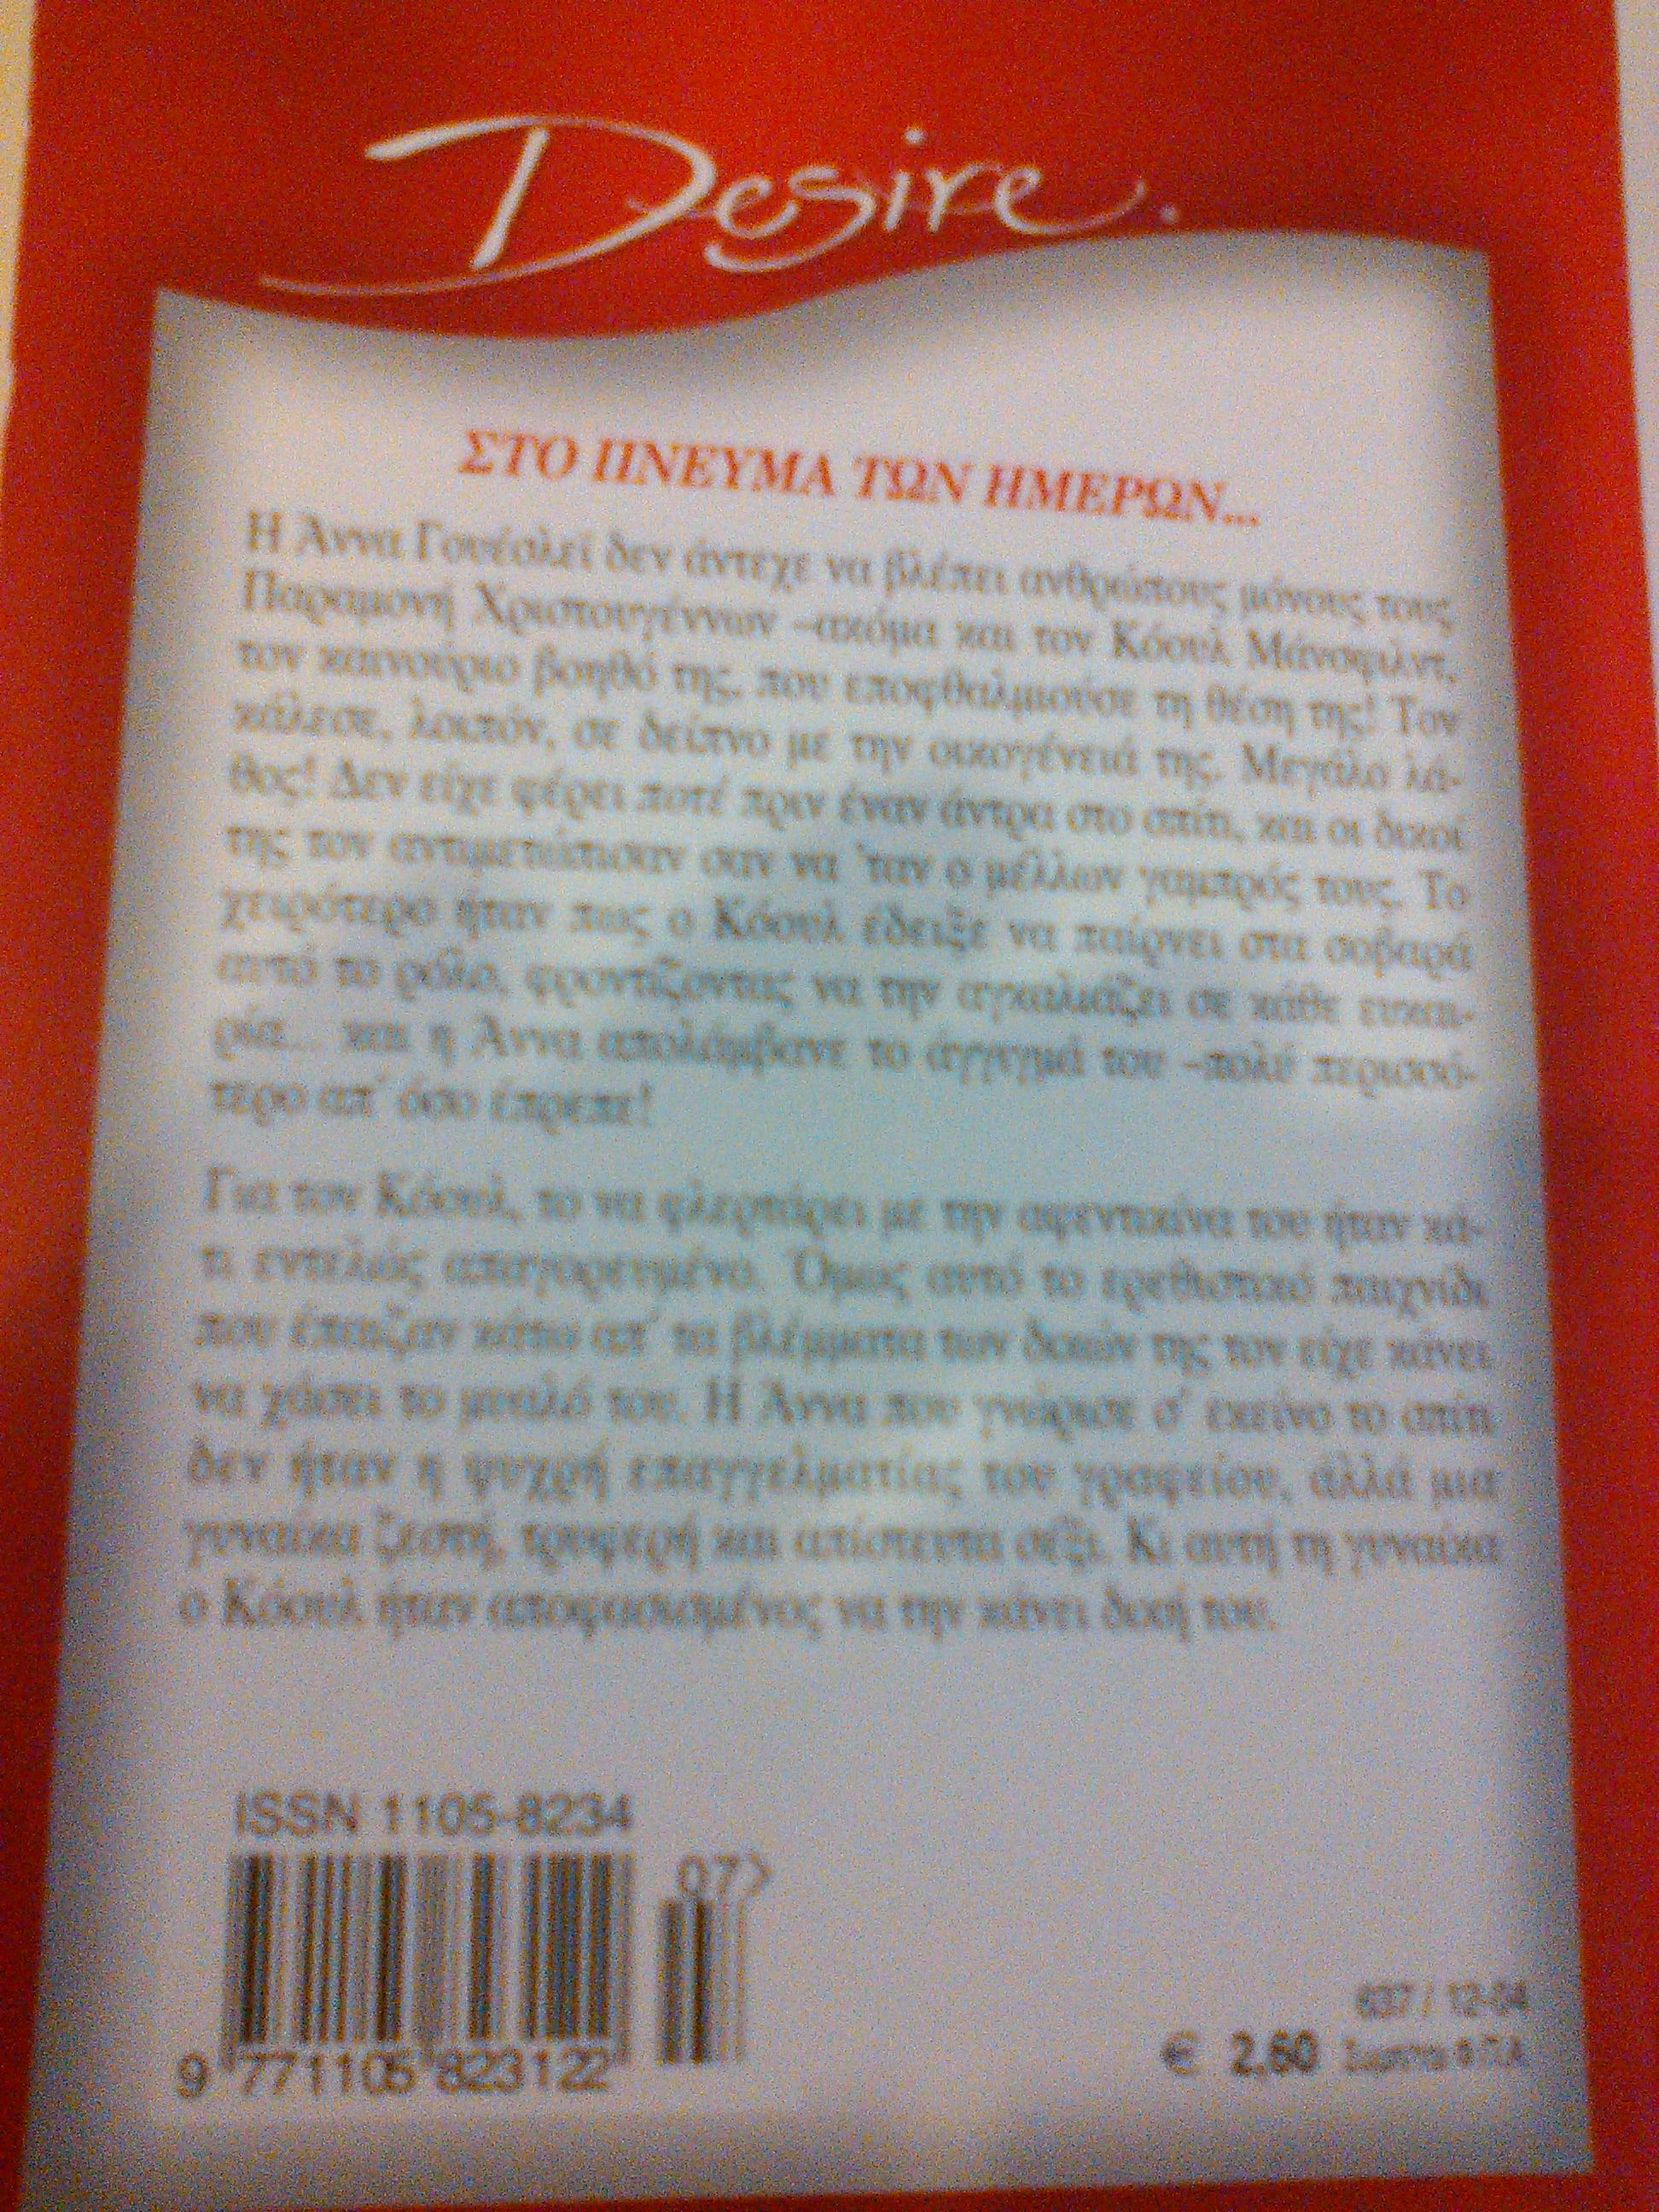 Desire.
ΣΤΟ ΠΝΕΥΜΑ ΤΩΝ ΗΜΕΡΩΝ...
Η Άννα Γουέσλεϊ δεν άντεχε να βλέπει ανθρώπους μόνους τους
Παραμονή Χριστουγέννων –ακόμα και τον Κόουλ Μάνσφιλντ,
τον καινούριο βοηθό της, που εποφθαλμιούσε τη θέση της! Τον
κάλεσε, λοιπόν, σε δείπνο με την οικογένειά της. Μεγάλο λά-
θος! Δεν είχε φέρει ποτέ πριν έναν άντρα στο σπίτι, και οι δικοί
της τον αντιμετώπισαν σαν να 'ταν ο μέλλων γαμπρός τους. Το
χειρότερο ήταν πως ο Κόουλ έδειξε να παίρνει στα σοβαρά
αυτό το ρόλο, φροντίζοντας να την αγκαλιάζει σε κάθε ευκαι-
ρία... και η Άννα απολάμβανε το άγγιγμά του –πολύ περισσό-
τερο απ' όσο έπρεπε!
Για τον Κόουλ, το να φλερτάρει με την αφεντικίνα του ήταν κά-
τι εντελώς απαγορευμένο. Όμως αυτό το ερεθιστικό παιχνίδι
που έπαιζαν κάτω απ' τα βλέμματα των δικών της τον είχε κάνει
να χάσει το μυαλό του. Η Άννα που γνώρισε σ' εκείνο το σπίτι
δεν ήταν η ψυχρή επαγγελματίας του γραφείου, αλλά μια
γυναίκα ζεστή, τρυφερή και απίστευτα σέξι. Κι αυτή τη γυναίκα
ο Κόουλ ήταν αποφασισμένος να την κάνει δική του.
ISSN 1105-8234
07>
9 771105 823122
637 / 12-04
€ 2,60